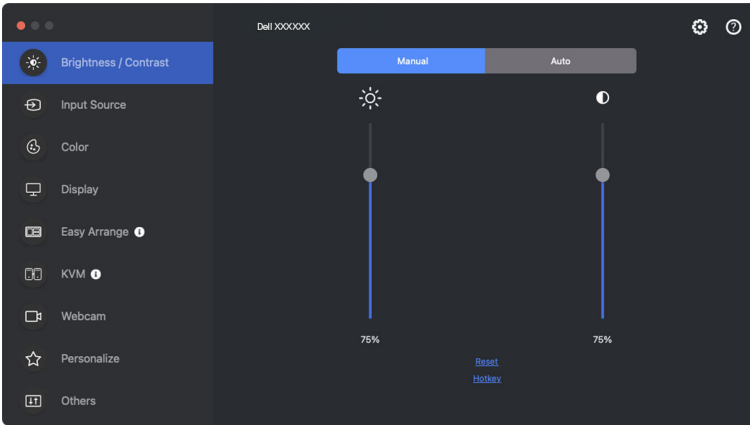 Dell XXXXXX
Brightness / Contrast
Input Source
Color
Display
Easy Arrange
KVM
Webcam
Personalize
Others
Manual
Auto
75%
75%
Reset
Hotkey